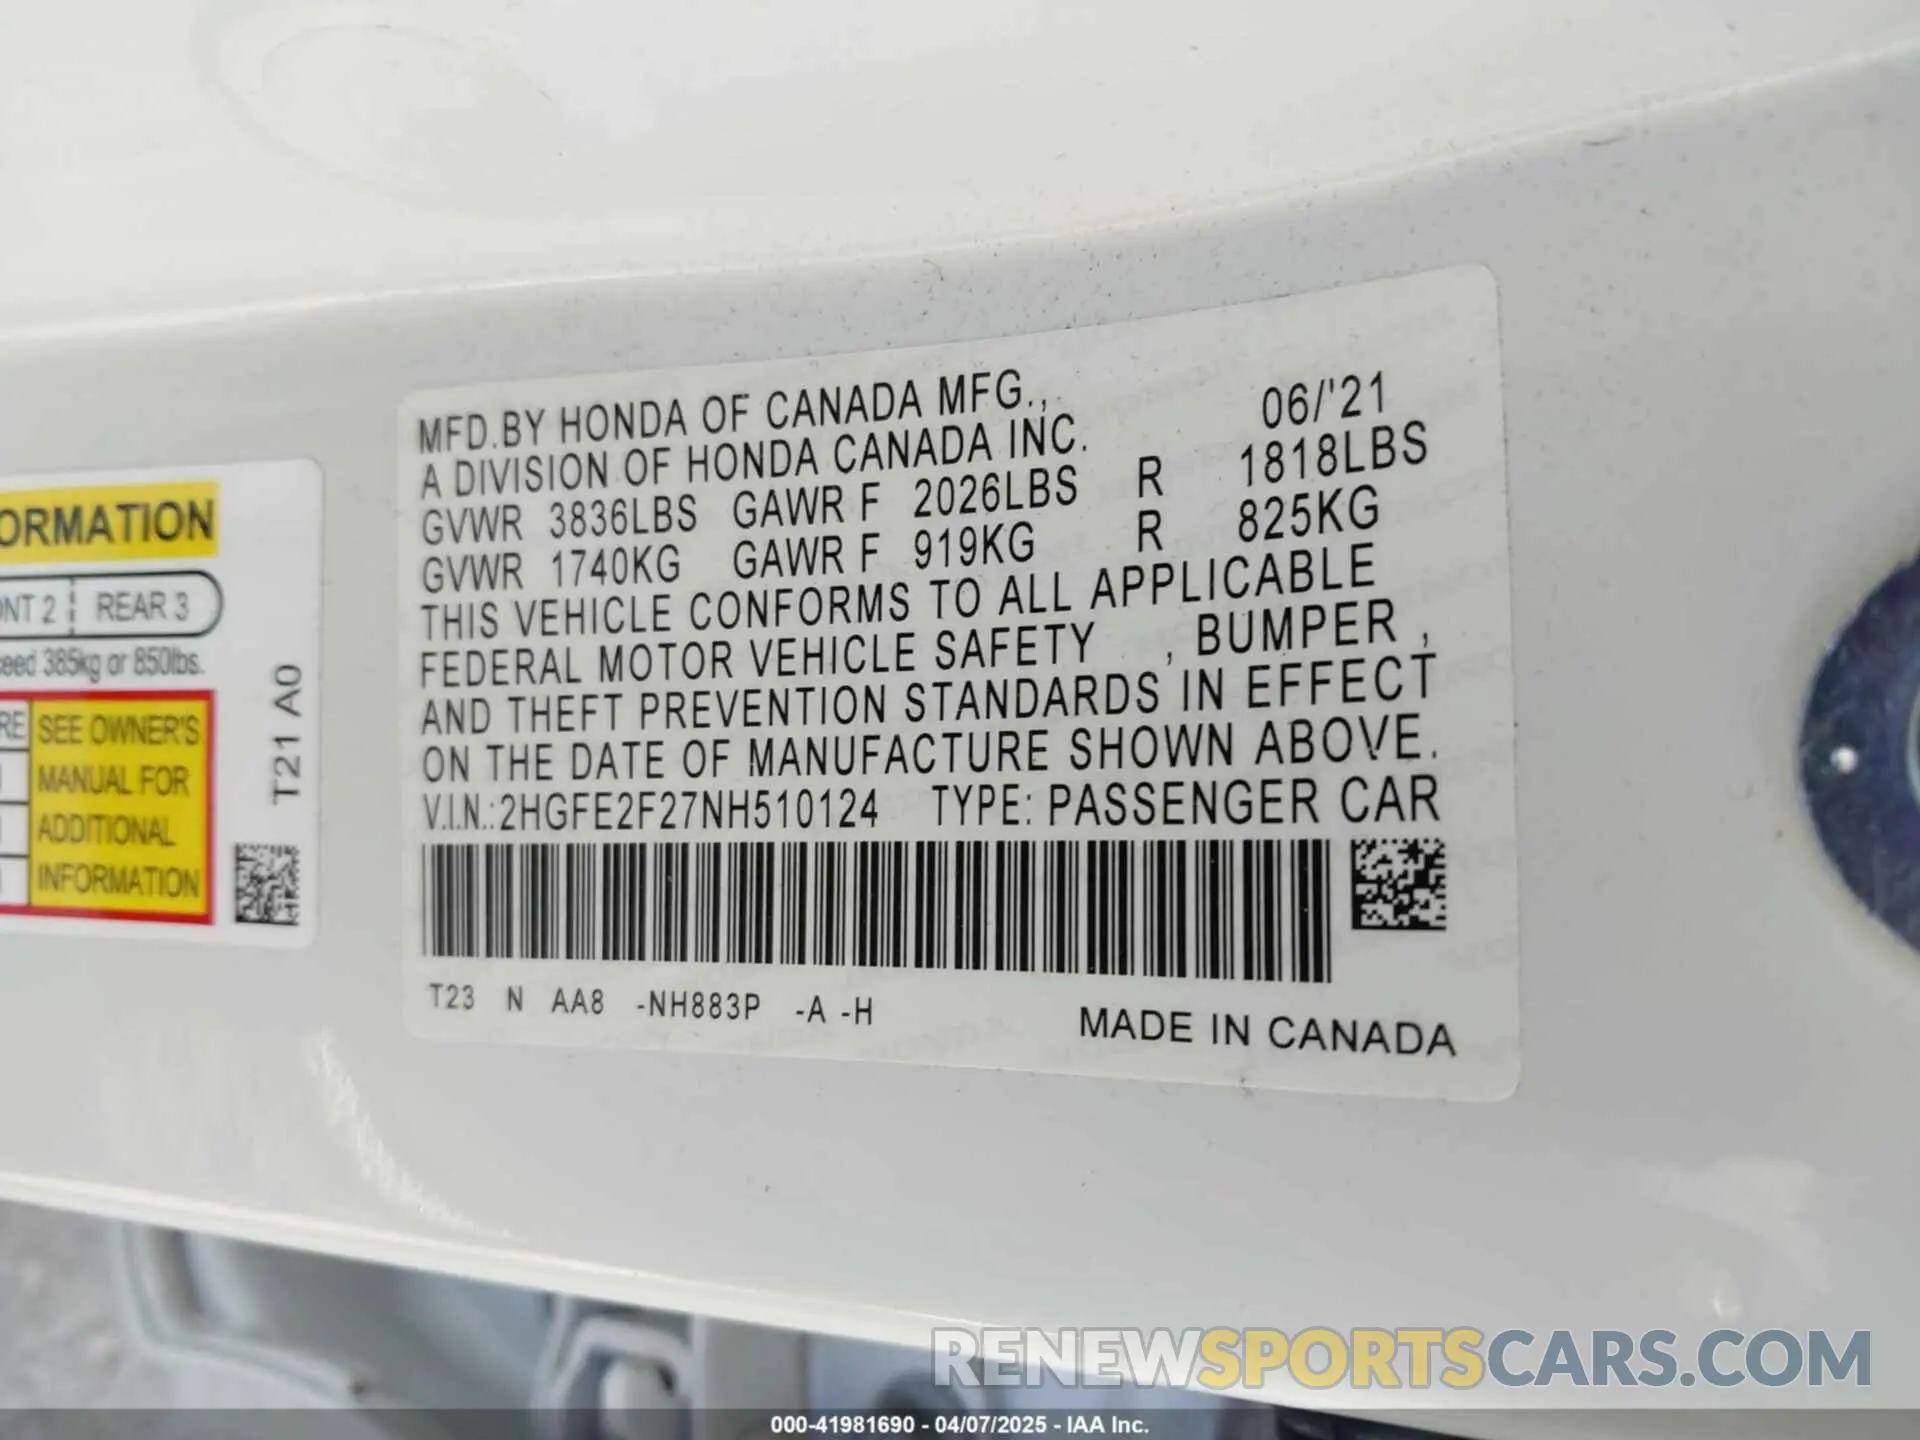 ORMATION
NT 2 REAR 3
eed 385kg or 850lbs.
RE SEE OWNER'S
MANUAL FOR
ADDITIONAL
INFORMATION
T21 A0
MFD.BY HONDA OF CANADA MFG., 06/'21
A DIVISION OF HONDA CANADA INC.
GVWR 3836LBS GAWR F 2026LBS R 1818LBS
GVWR 1740KG GAWR F 919KG R 825KG
THIS VEHICLE CONFORMS TO ALL APPLICABLE
FEDERAL MOTOR VEHICLE SAFETY , BUMPER ,
AND THEFT PREVENTION STANDARDS IN EFFECT
ON THE DATE OF MANUFACTURE SHOWN ABOVE.
V.I.N.:2HGFE2F27NH510124 TYPE: PASSENGER CAR
T23 N AA8 -NH883P -A -H
MADE IN CANADA
RENEWSPORTSCARS.COM
000-41981690 - 04/07/2025 - IAA Inc.